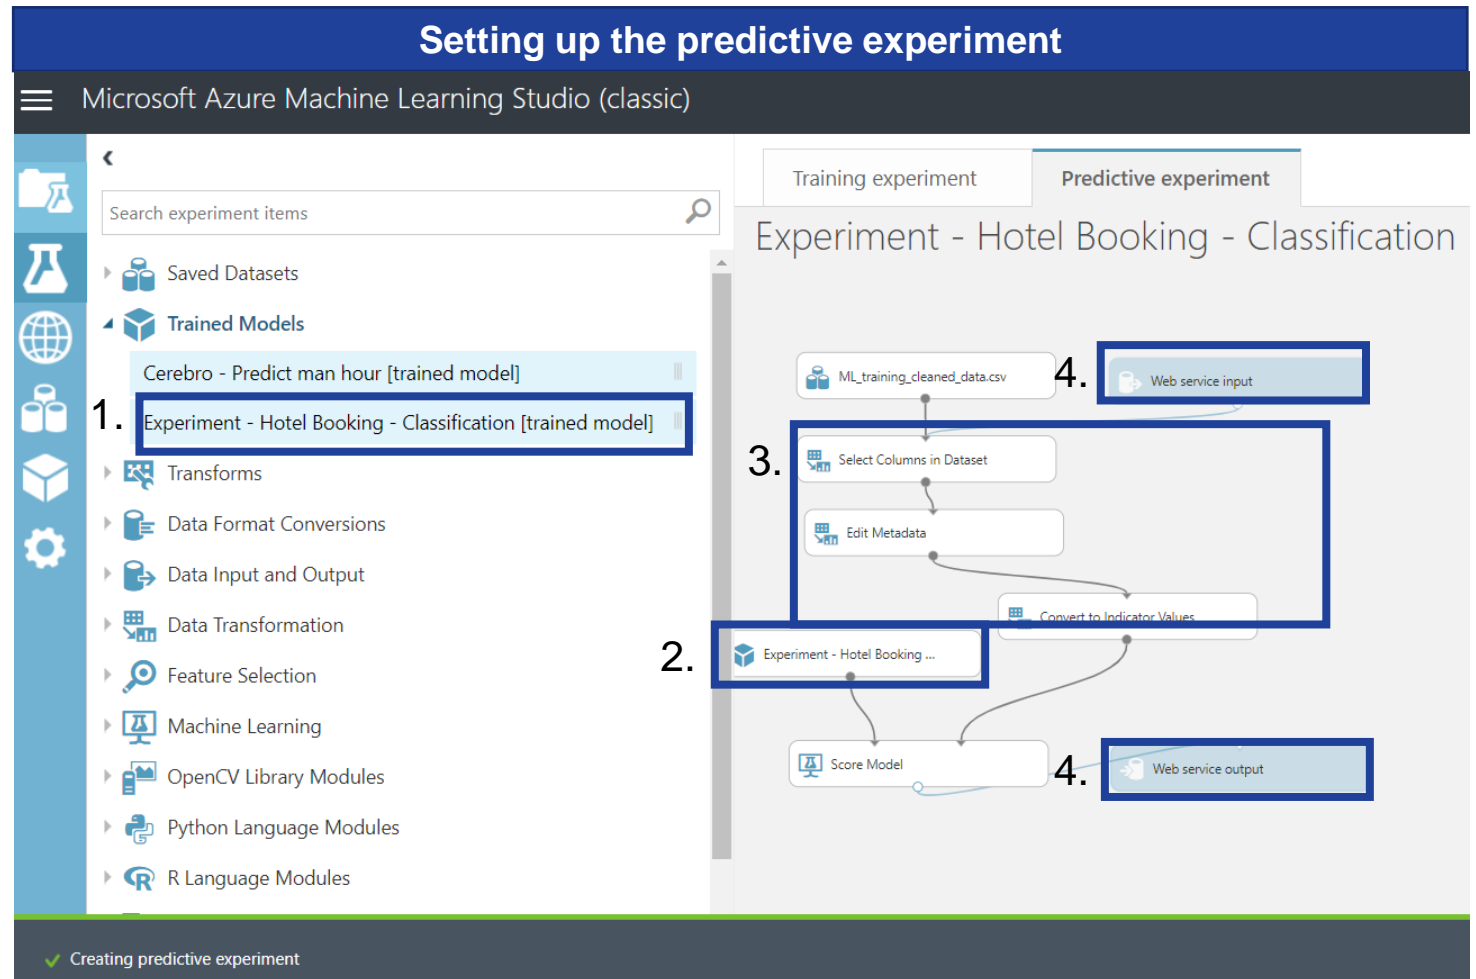 Setting up the predictive experiment
Microsoft Azure Machine Learning Studio (classic)
Search experiment items
Saved Datasets
Trained Models
Cerebro - Predict man hour [trained model]
1.
Experiment - Hotel Booking - Classification [trained model]
Transforms
Data Format Conversions
Data Input and Output
Data Transformation
Feature Selection
Machine Learning
OpenCV Library Modules
Python Language Modules
R Language Modules
Training experiment
Predictive experiment
Experiment - Hotel Booking - Classification
ML_training_cleaned_data.csv
4.
Web service input
3.
Select Columns in Dataset
Edit Metadata
Convert to Indicator Values
2.
Experiment - Hotel Booking ...
Score Model
4.
Web service output
Creating predictive experiment